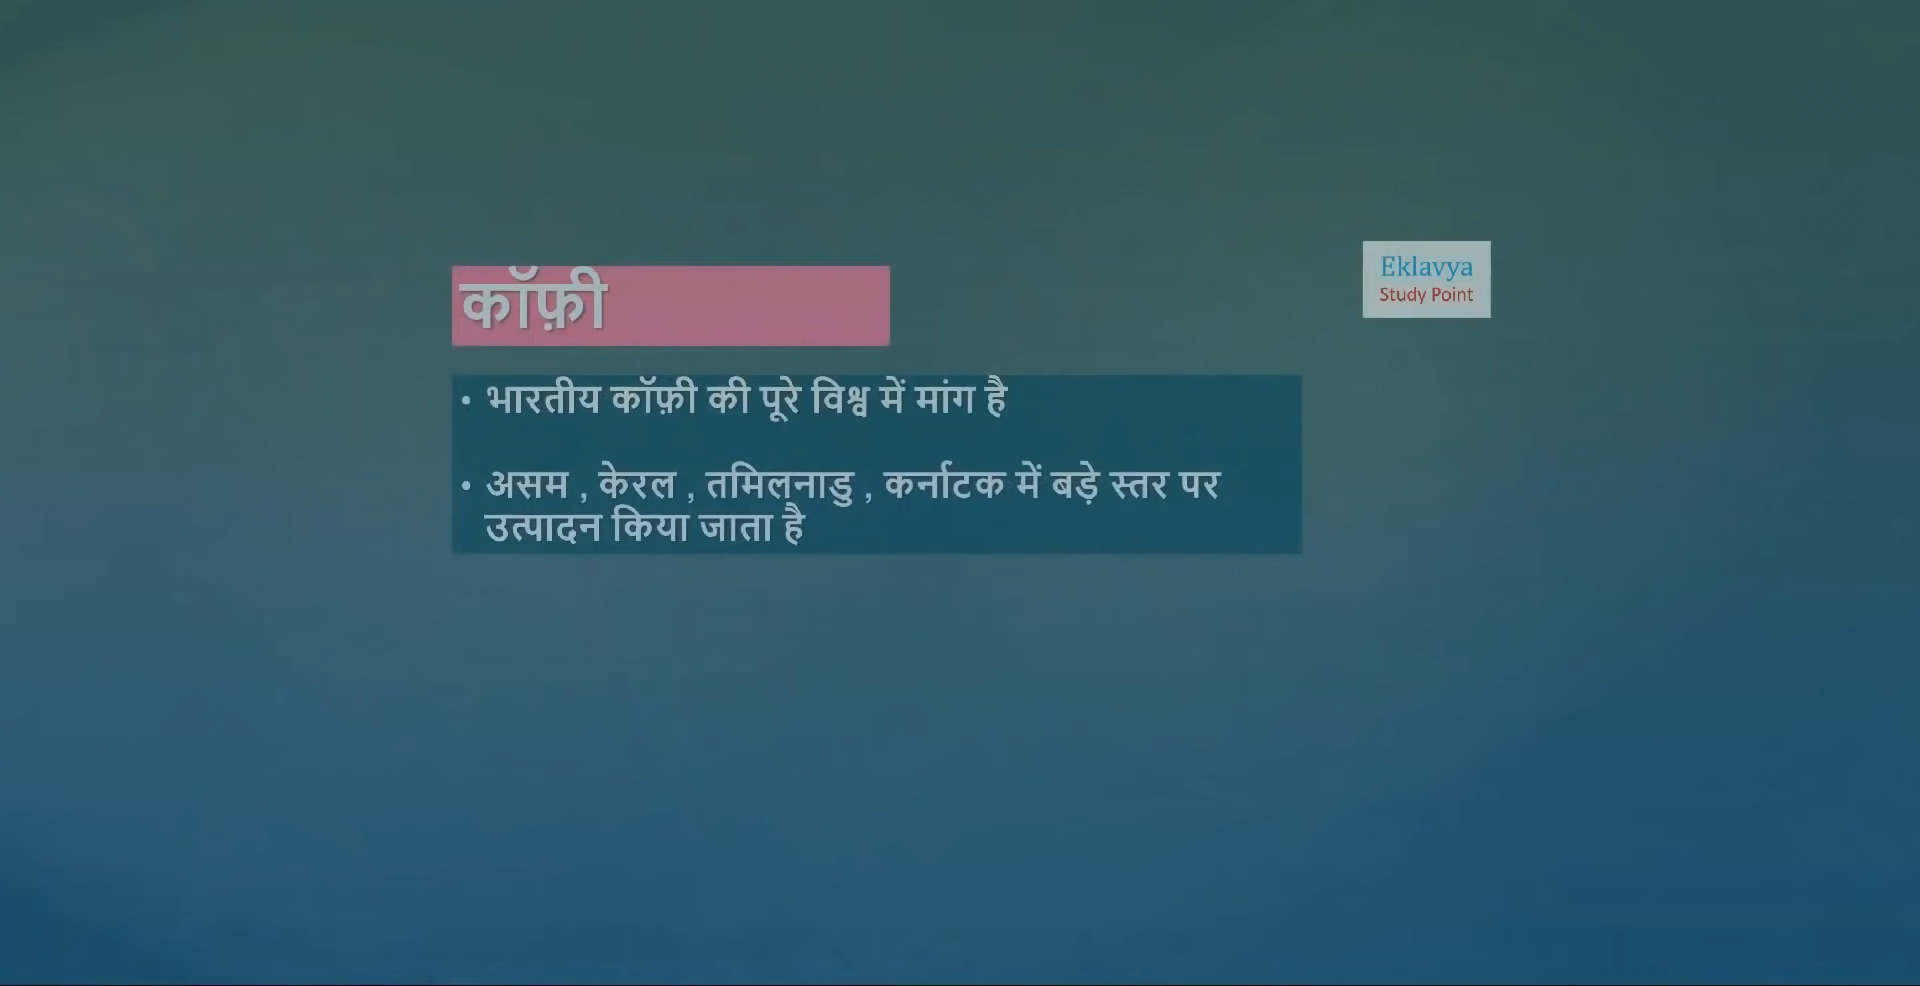 कॉफ़ी
Eklavya
Study Point
• भारतीय कॉफ़ी की पूरे विश्व में मांग है
• असम , केरल , तमिलनाडु , कर्नाटक में बड़े स्तर पर
उत्पादन किया जाता है